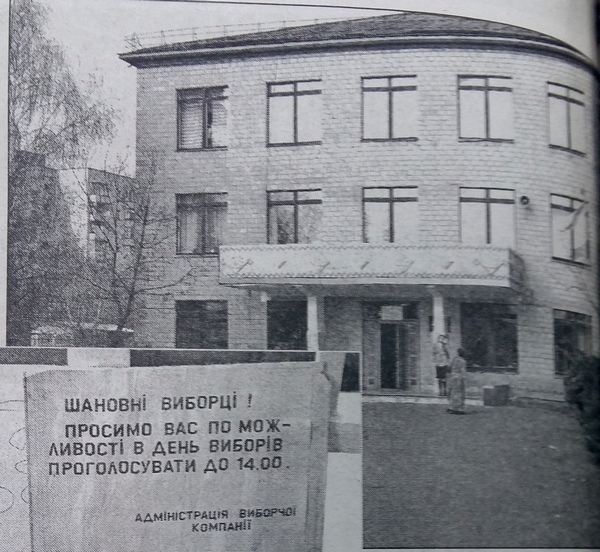 ШАНОВНІ ВИБОРЦІ !
ПРОСИМО ВАС ПО МОЖ-
ЛИВОСТІ В ДЕНЬ ВИБОРІВ
ПРОГОЛОСУВАТИ ДО 14.00.
АДМІНІСТРАЦІЯ ВИБОРЧОЇ
КОМПАНІЇ